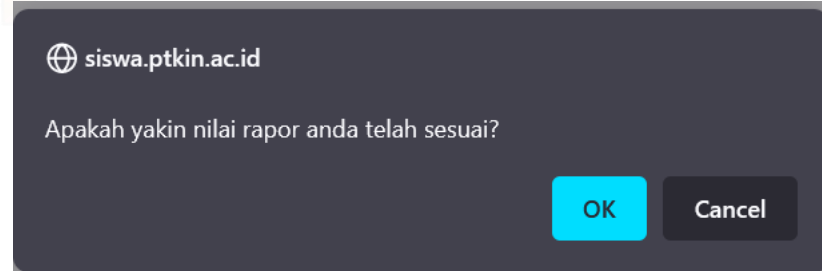 siswa.ptkin.ac.id
Apakah yakin nilai rapor anda telah sesuai?
OK Cancel